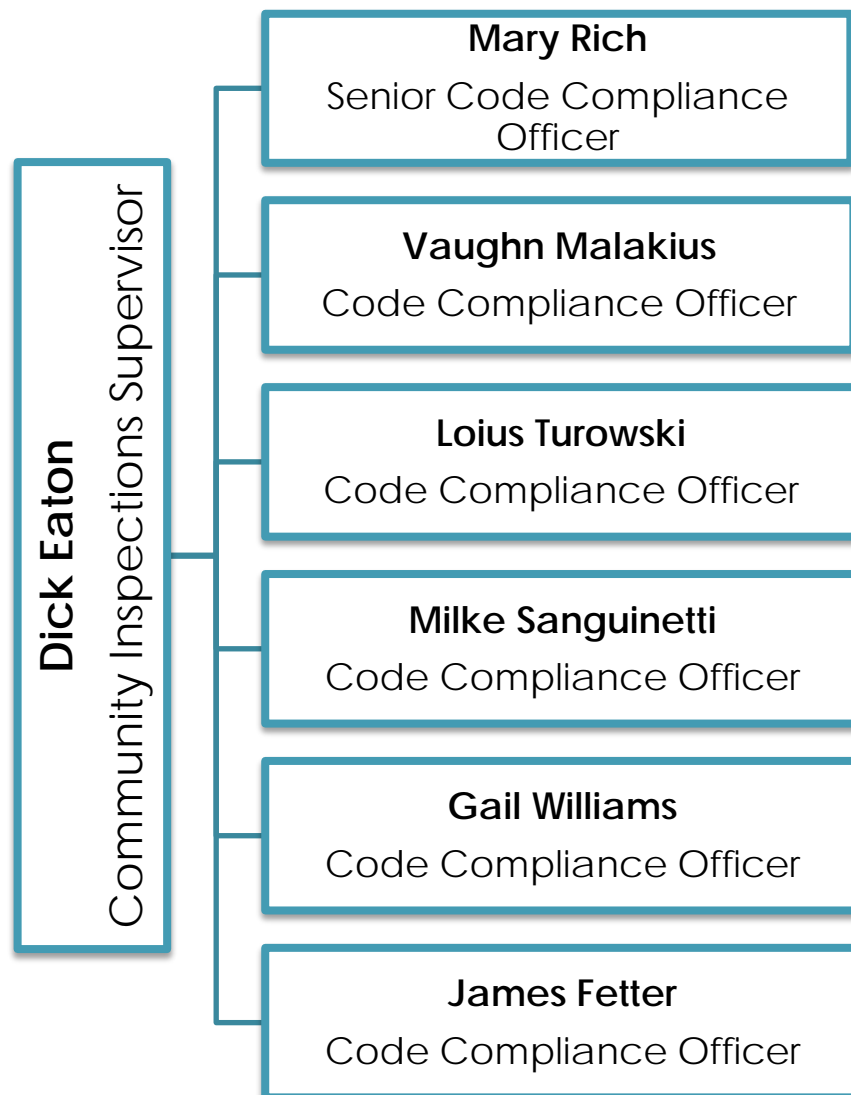 Dick Eaton
Community Inspections Supervisor
Mary Rich
Senior Code Compliance
Officer
Vaughn Malakius
Code Compliance Officer
Loius Turowski
Code Compliance Officer
Milke Sanguinetti
Code Compliance Officer
Gail Williams
Code Compliance Officer
James Fetter
Code Compliance Officer